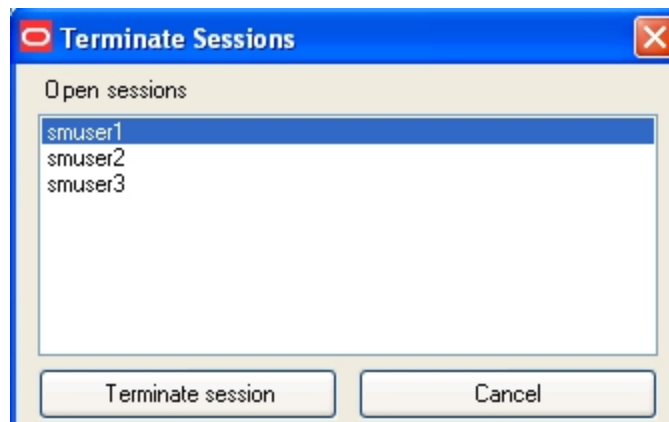 Terminate Sessions
Open sessions
smuser1
smuser2
smuser3
Terminate session
Cancel